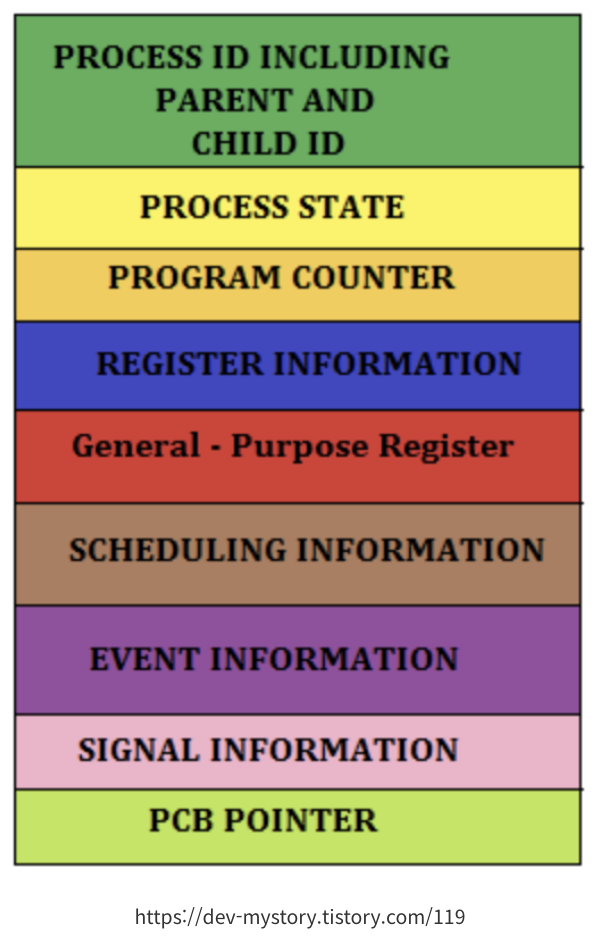 PROCESS ID INCLUDING
PARENT AND
CHILD ID
PROCESS STATE
PROGRAM COUNTER
REGISTER INFORMATION
General - Purpose Register
SCHEDULING INFORMATION
EVENT INFORMATION
SIGNAL INFORMATION
PCB POINTER
https://dev-mystory.tistory.com/119